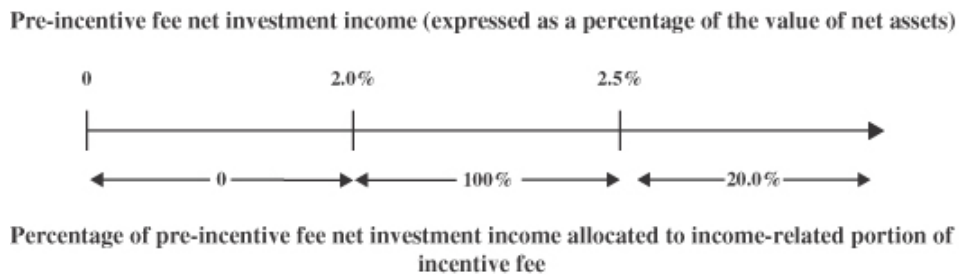 Pre-incentive fee net investment income (expressed as a percentage of the value of net assets)
0 2.0% 2.5%
0 100% 20.0%
Percentage of pre-incentive fee net investment income allocated to income-related portion of
incentive fee